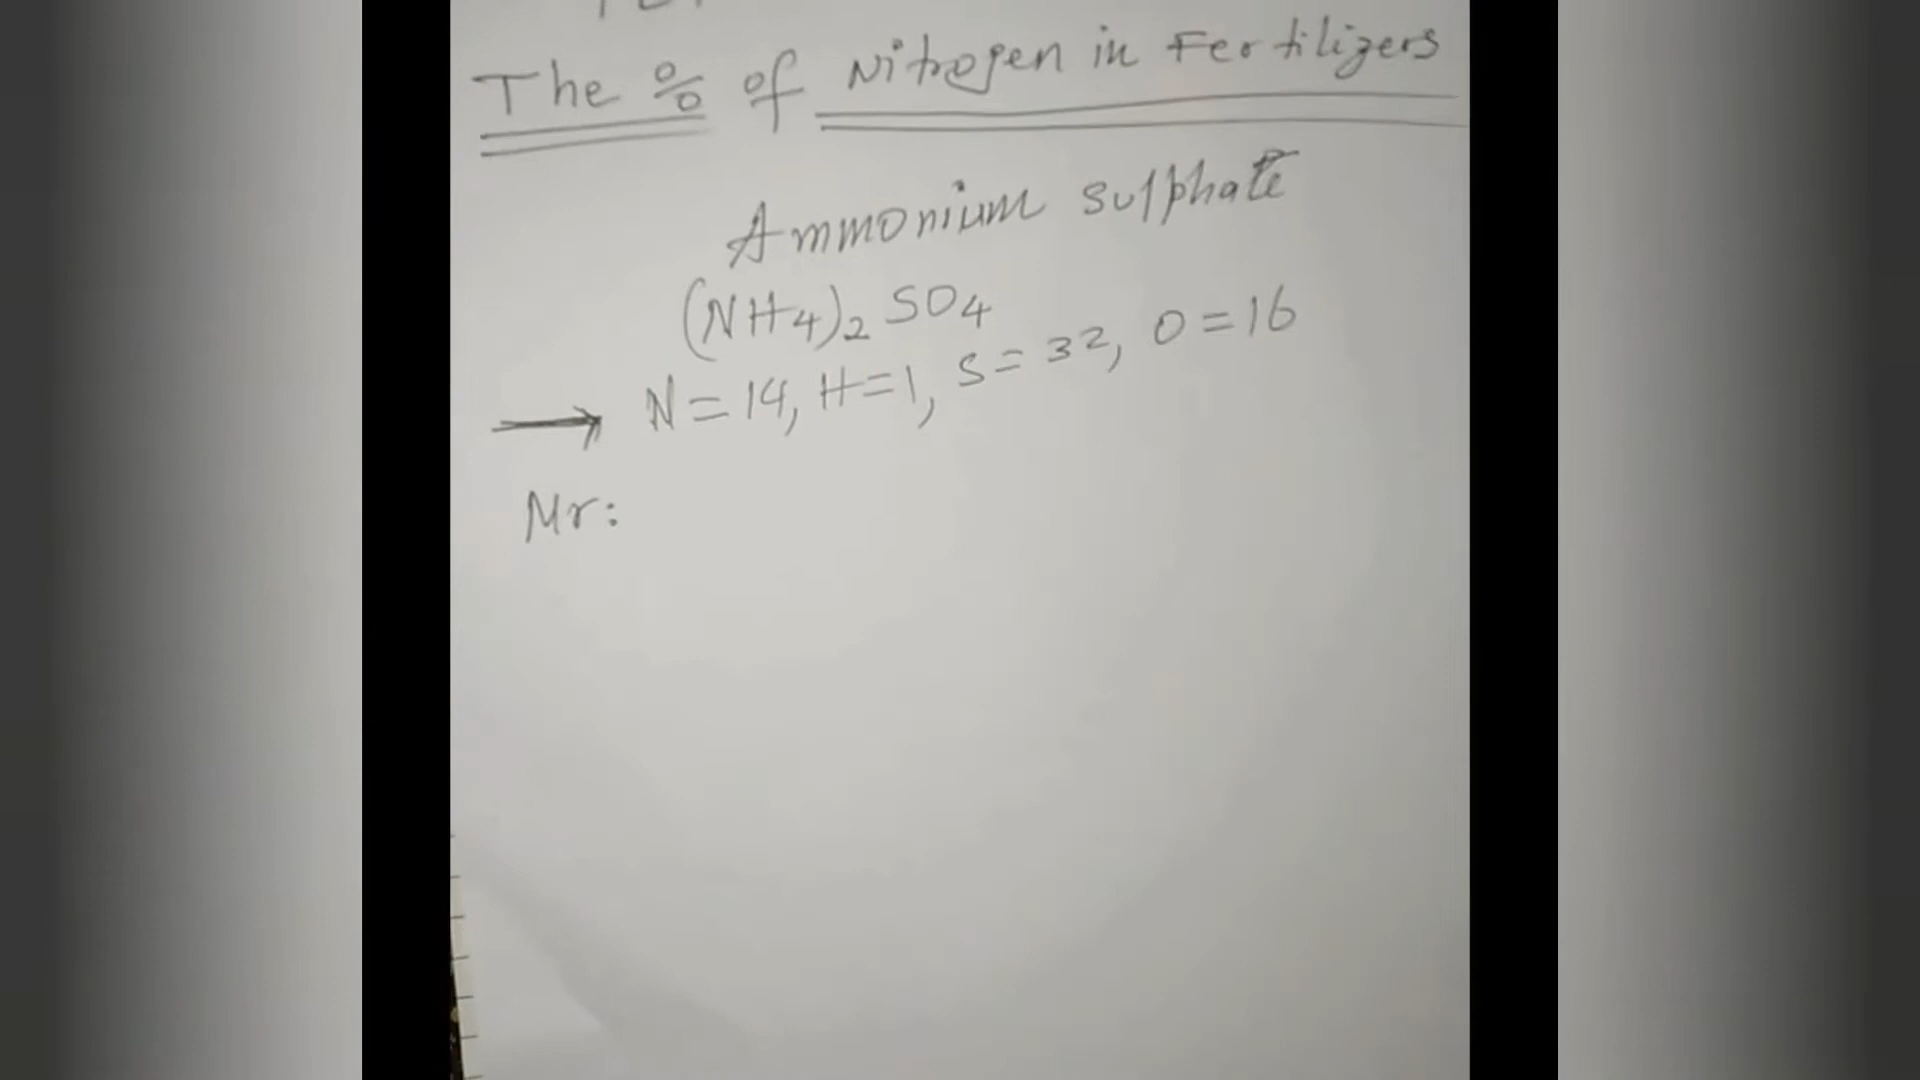 The % of Nitrogen in Fertilizers
Ammonium sulphate
(NH4)2 SO4
→ N = 14, H = 1, S = 32, O = 16
Mr: